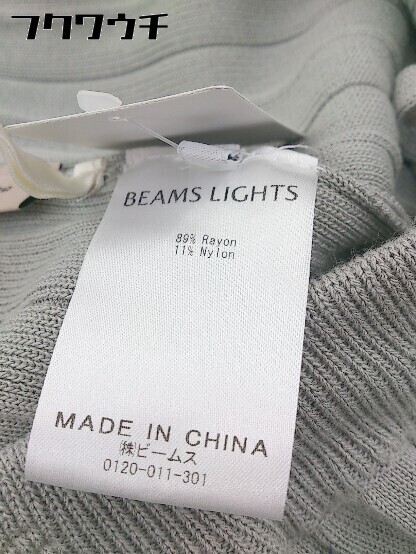 フクワウチ
BEAMS LIGHTS
89% Rayon
11% Nylon
MADE IN CHINA
㈱ビームス
0120-011-301